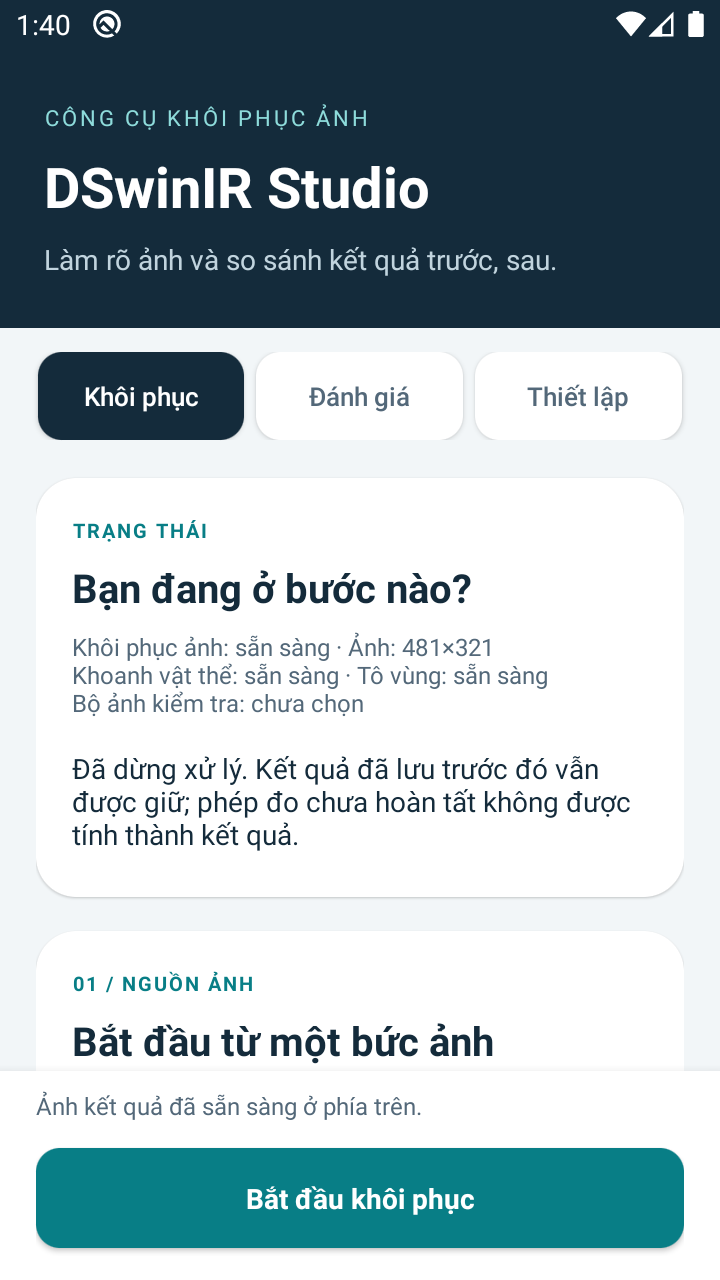 1:40
CÔNG CỤ KHÔI PHỤC ẢNH
DSwinIR Studio
Làm rõ ảnh và so sánh kết quả trước, sau.
Khôi phục
Đánh giá
Thiết lập
TRẠNG THÁI
Bạn đang ở bước nào?
Khôi phục ảnh: sẵn sàng · Ảnh: 481×321
Khoanh vật thể: sẵn sàng · Tô vùng: sẵn sàng
Bộ ảnh kiểm tra: chưa chọn
Đã dừng xử lý. Kết quả đã lưu trước đó vẫn
được giữ; phép đo chưa hoàn tất không được
tính thành kết quả.
01 / NGUỒN ẢNH
Bắt đầu từ một bức ảnh
Ảnh kết quả đã sẵn sàng ở phía trên.
Bắt đầu khôi phục